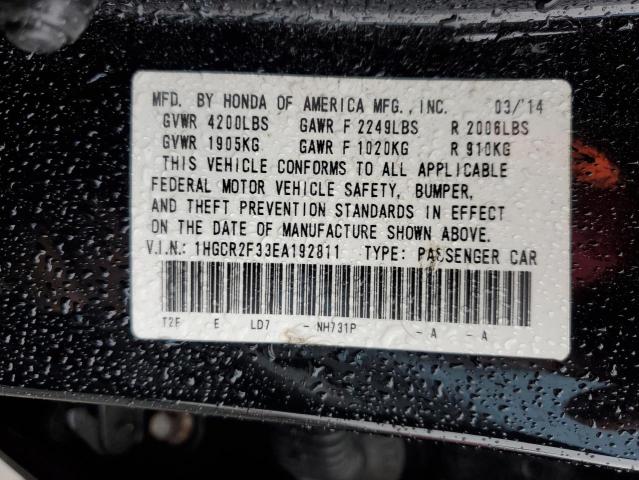 MFD. BY HONDA OF AMERICA MFG., INC. 03/'14
GVWR 4200LBS GAWR F 2249LBS R 2006LBS
GVWR 1905KG GAWR F 1020KG R 910KG
THIS VEHICLE CONFORMS TO ALL APPLICABLE
FEDERAL MOTOR VEHICLE SAFETY, BUMPER,
AND THEFT PREVENTION STANDARDS IN EFFECT
ON THE DATE OF MANUFACTURE SHOWN ABOVE.
V.I.N.: 1HGCR2F33EA192811 TYPE: PASSENGER CAR
T2F E LD7 - NH731P - A - A